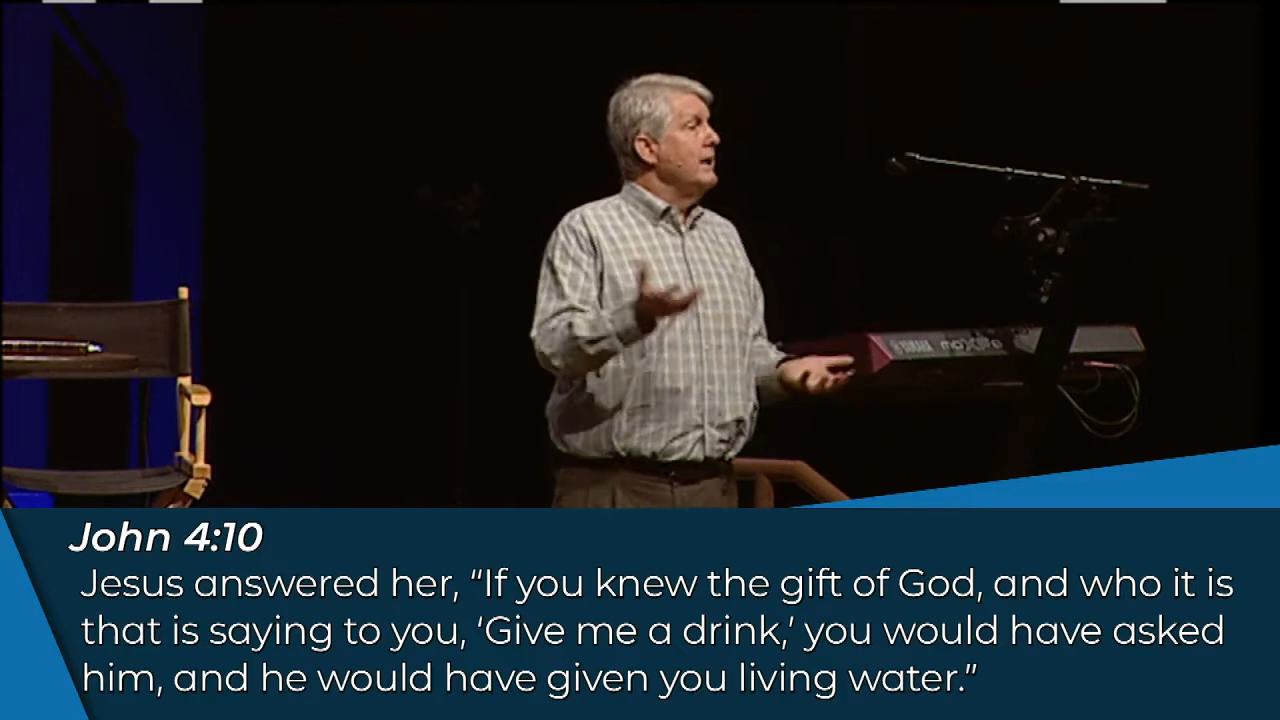 YAMAHA
John 4:10
Jesus answered her, “If you knew the gift of God, and who it is
that is saying to you, ‘Give me a drink,’ you would have asked
him, and he would have given you living water.”